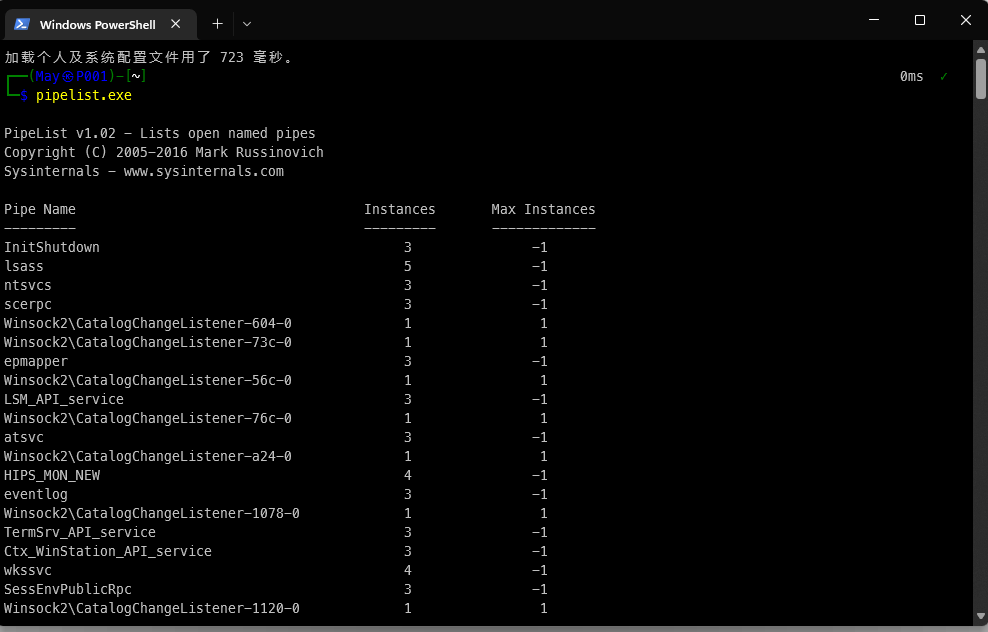 Windows PowerShell
加载个人及系统配置文件用了 723 毫秒。
┌──(May㉿P001)-[~] 0ms ✓
└─$ pipelist.exe
PipeList v1.02 - Lists open named pipes
Copyright (C) 2005-2016 Mark Russinovich
Sysinternals - www.sysinternals.com
Pipe Name Instances Max Instances
--------- --------- -------------
InitShutdown 3 -1
lsass 5 -1
ntsvcs 3 -1
scerpc 3 -1
Winsock2\CatalogChangeListener-604-0 1 1
Winsock2\CatalogChangeListener-73c-0 1 1
epmapper 3 -1
Winsock2\CatalogChangeListener-56c-0 1 1
LSM_API_service 3 -1
Winsock2\CatalogChangeListener-76c-0 1 1
atsvc 3 -1
Winsock2\CatalogChangeListener-a24-0 1 1
HIPS_MON_NEW 4 -1
eventlog 3 -1
Winsock2\CatalogChangeListener-1078-0 1 1
TermSrv_API_service 3 -1
Ctx_WinStation_API_service 3 -1
wkssvc 4 -1
SessEnvPublicRpc 3 -1
Winsock2\CatalogChangeListener-1120-0 1 1